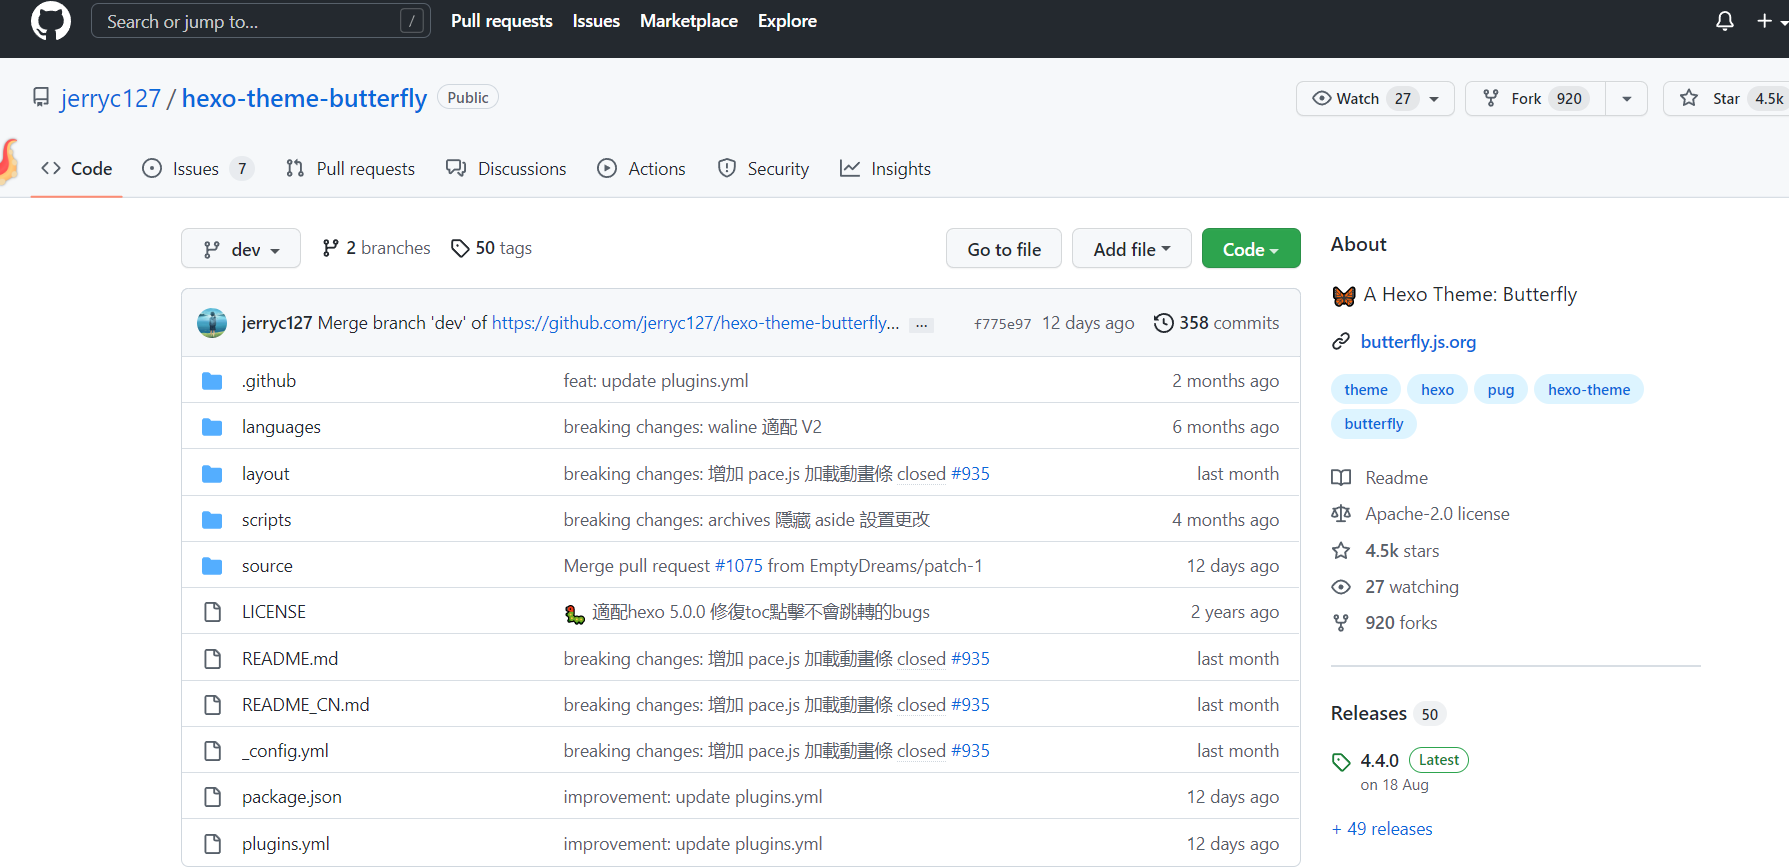 Search or jump to... / Pull requests Issues Marketplace Explore
jerryc127 / hexo-theme-butterfly Public Watch 27 Fork 920 Star 4.5k
Code Issues 7 Pull requests Discussions Actions Security Insights
dev 2 branches 50 tags Go to file Add file Code
jerryc127 Merge branch 'dev' of https://github.com/jerryc127/hexo-theme-butterfly... ... f775e97 12 days ago 358 commits
.github feat: update plugins.yml 2 months ago
languages breaking changes: waline 適配 V2 6 months ago
layout breaking changes: 增加 pace.js 加載動畫條 closed #935 last month
scripts breaking changes: archives 隱藏 aside 設置更改 4 months ago
source Merge pull request #1075 from EmptyDreams/patch-1 12 days ago
LICENSE 適配hexo 5.0.0 修復toc點擊不會跳轉的bugs 2 years ago
README.md breaking changes: 增加 pace.js 加載動畫條 closed #935 last month
README_CN.md breaking changes: 增加 pace.js 加載動畫條 closed #935 last month
_config.yml breaking changes: 增加 pace.js 加載動畫條 closed #935 last month
package.json improvement: update plugins.yml 12 days ago
plugins.yml improvement: update plugins.yml 12 days ago
About
A Hexo Theme: Butterfly
butterfly.js.org
theme hexo pug hexo-theme
butterfly
Readme
Apache-2.0 license
4.5k stars
27 watching
920 forks
Releases 50
4.4.0 Latest
on 18 Aug
+ 49 releases